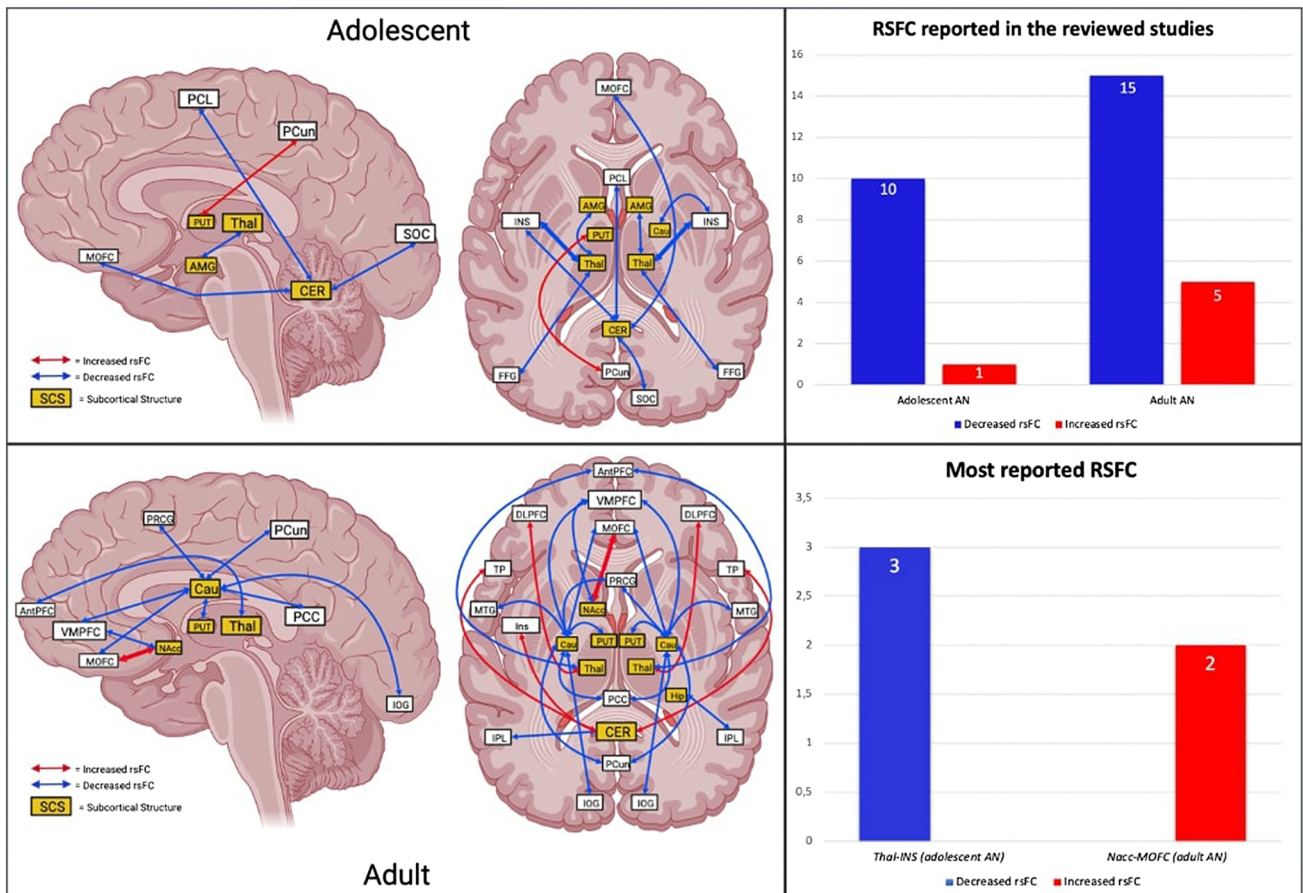 Adolescent
PCL
PCun
PUT
Thal
SOC
MOFC
AMG
CER
= Increased rsFC
= Decreased rsFC
SCS = Subcortical Structure
MOFC
PCL
AMG AMG
INS Cau INS
PUT
Thal Thal
CER
FFG PCun FFG
SOC
RSFC reported in the reviewed studies
16
14
12
10
8
6
4
2
0
10
1
15
5
Adolescent AN Adult AN
Decreased rsFC Increased rsFC
PRCG
PCun
Cau
AntPFC
PUT Thal PCC
VMPFC
NAcc
MOFC
IOG
= Increased rsFC
= Decreased rsFC
SCS = Subcortical Structure
AntPFC
VMPFC
DLPFC DLPFC
MOFC
TP TP
PRCG
MTG NAcc MTG
Ins
Cau PUT PUT Cau
Thal Thal
PCC Hip
IPL CER IPL
PCun
IOG IOG
Adult
Most reported RSFC
3,5
3
2,5
2
1,5
1
0,5
0
3
2
Thal-INS (adolescent AN) Nacc-MOFC (adult AN)
Decreased rsFC Increased rsFC